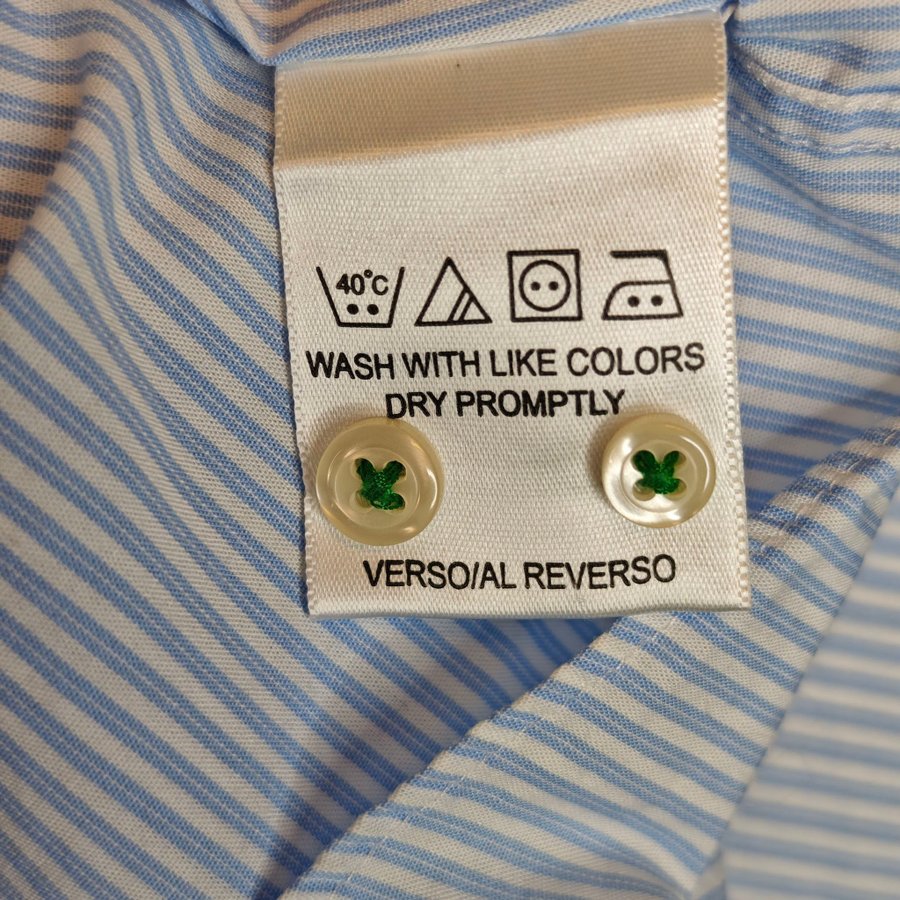 40°C
WASH WITH LIKE COLORS
DRY PROMPTLY
VERSO/AL REVERSO